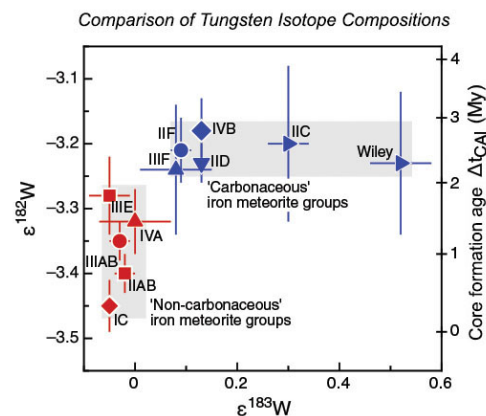 Comparison of Tungsten Isotope Compositions
ε¹⁸²W
−3.1
−3.2
−3.3
−3.4
−3.5
IIF
IVB
IIC
Wiley
IIIF
IID
'Carbonaceous'
iron meteorite groups
IIIE
IVA
IIIAB
IIAB
IC
'Non-carbonaceous'
iron meteorite groups
4
3
2
1
0
Core formation age Δt_CAI (My)
0
0.2
0.4
0.6
ε¹⁸³W